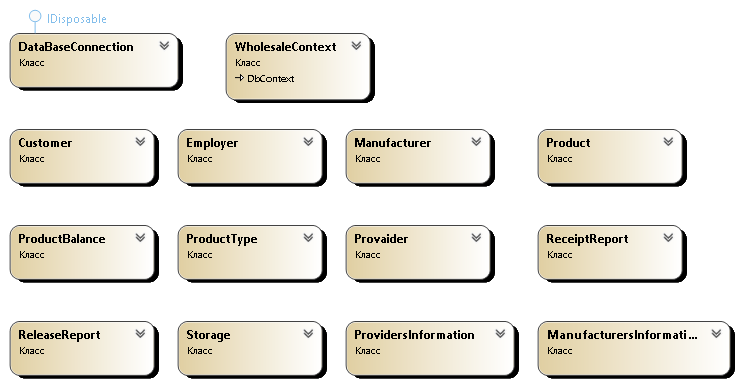 IDisposable
DataBaseConnection
Класс
WholesaleContext
Класс
DbContext
Customer
Класс
Employer
Класс
Manufacturer
Класс
Product
Класс
ProductBalance
Класс
ProductType
Класс
Provaider
Класс
ReceiptReport
Класс
ReleaseReport
Класс
Storage
Класс
ProvidersInformation
Класс
ManufacturersInformati...
Класс